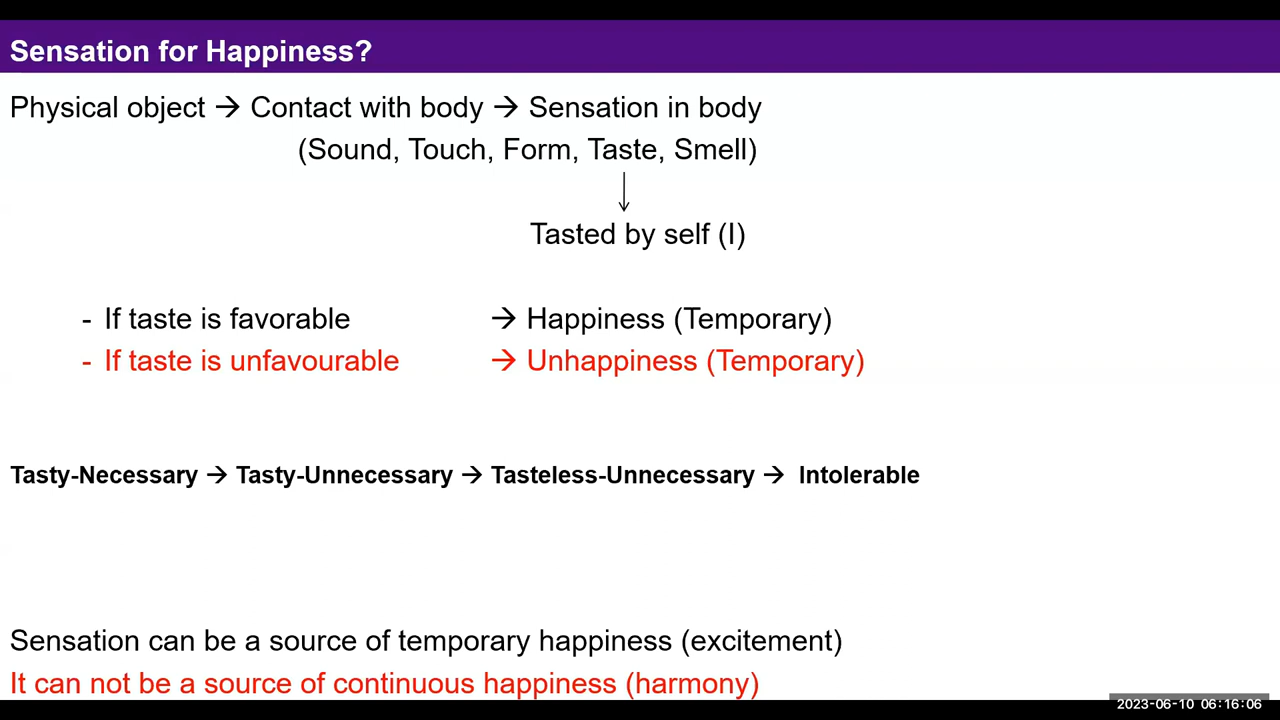 Sensation for Happiness?
Physical object → Contact with body → Sensation in body
(Sound, Touch, Form, Taste, Smell)
Tasted by self (I)
- If taste is favorable → Happiness (Temporary)
- If taste is unfavourable → Unhappiness (Temporary)
Tasty-Necessary → Tasty-Unnecessary → Tasteless-Unnecessary → Intolerable
Sensation can be a source of temporary happiness (excitement)
It can not be a source of continuous happiness (harmony)
2023-06-10 06:16:06